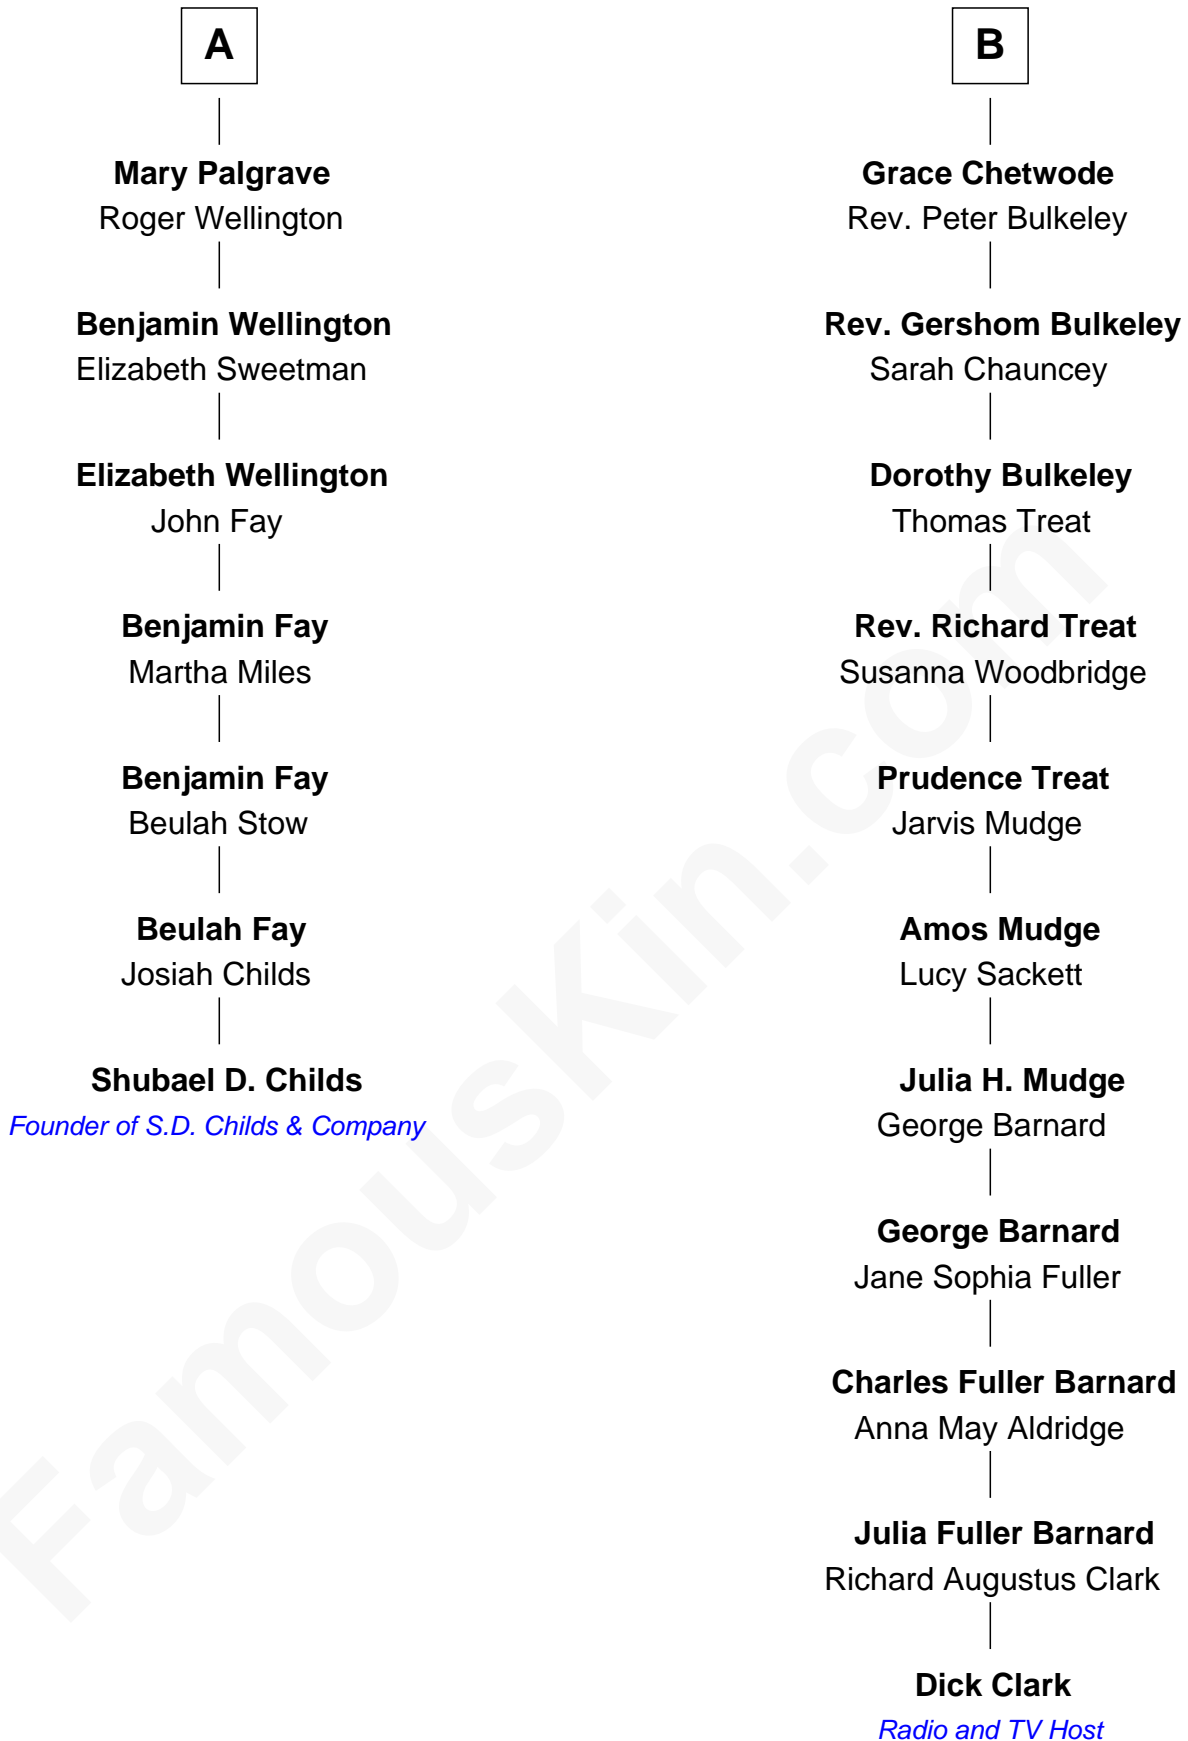 A
Mary Palgrave
Roger Wellington
Benjamin Wellington
Elizabeth Sweetman
Elizabeth Wellington
John Fay
Benjamin Fay
Martha Miles
Benjamin Fay
Beulah Stow
Beulah Fay
Josiah Childs
Shubael D. Childs
Founder of S.D. Childs & Company
B
Grace Chetwode
Rev. Peter Bulkeley
Rev. Gershom Bulkeley
Sarah Chauncey
Dorothy Bulkeley
Thomas Treat
Rev. Richard Treat
Susanna Woodbridge
Prudence Treat
Jarvis Mudge
Amos Mudge
Lucy Sackett
Julia H. Mudge
George Barnard
George Barnard
Jane Sophia Fuller
Charles Fuller Barnard
Anna May Aldridge
Julia Fuller Barnard
Richard Augustus Clark
Dick Clark
Radio and TV Host
FamousKin.com